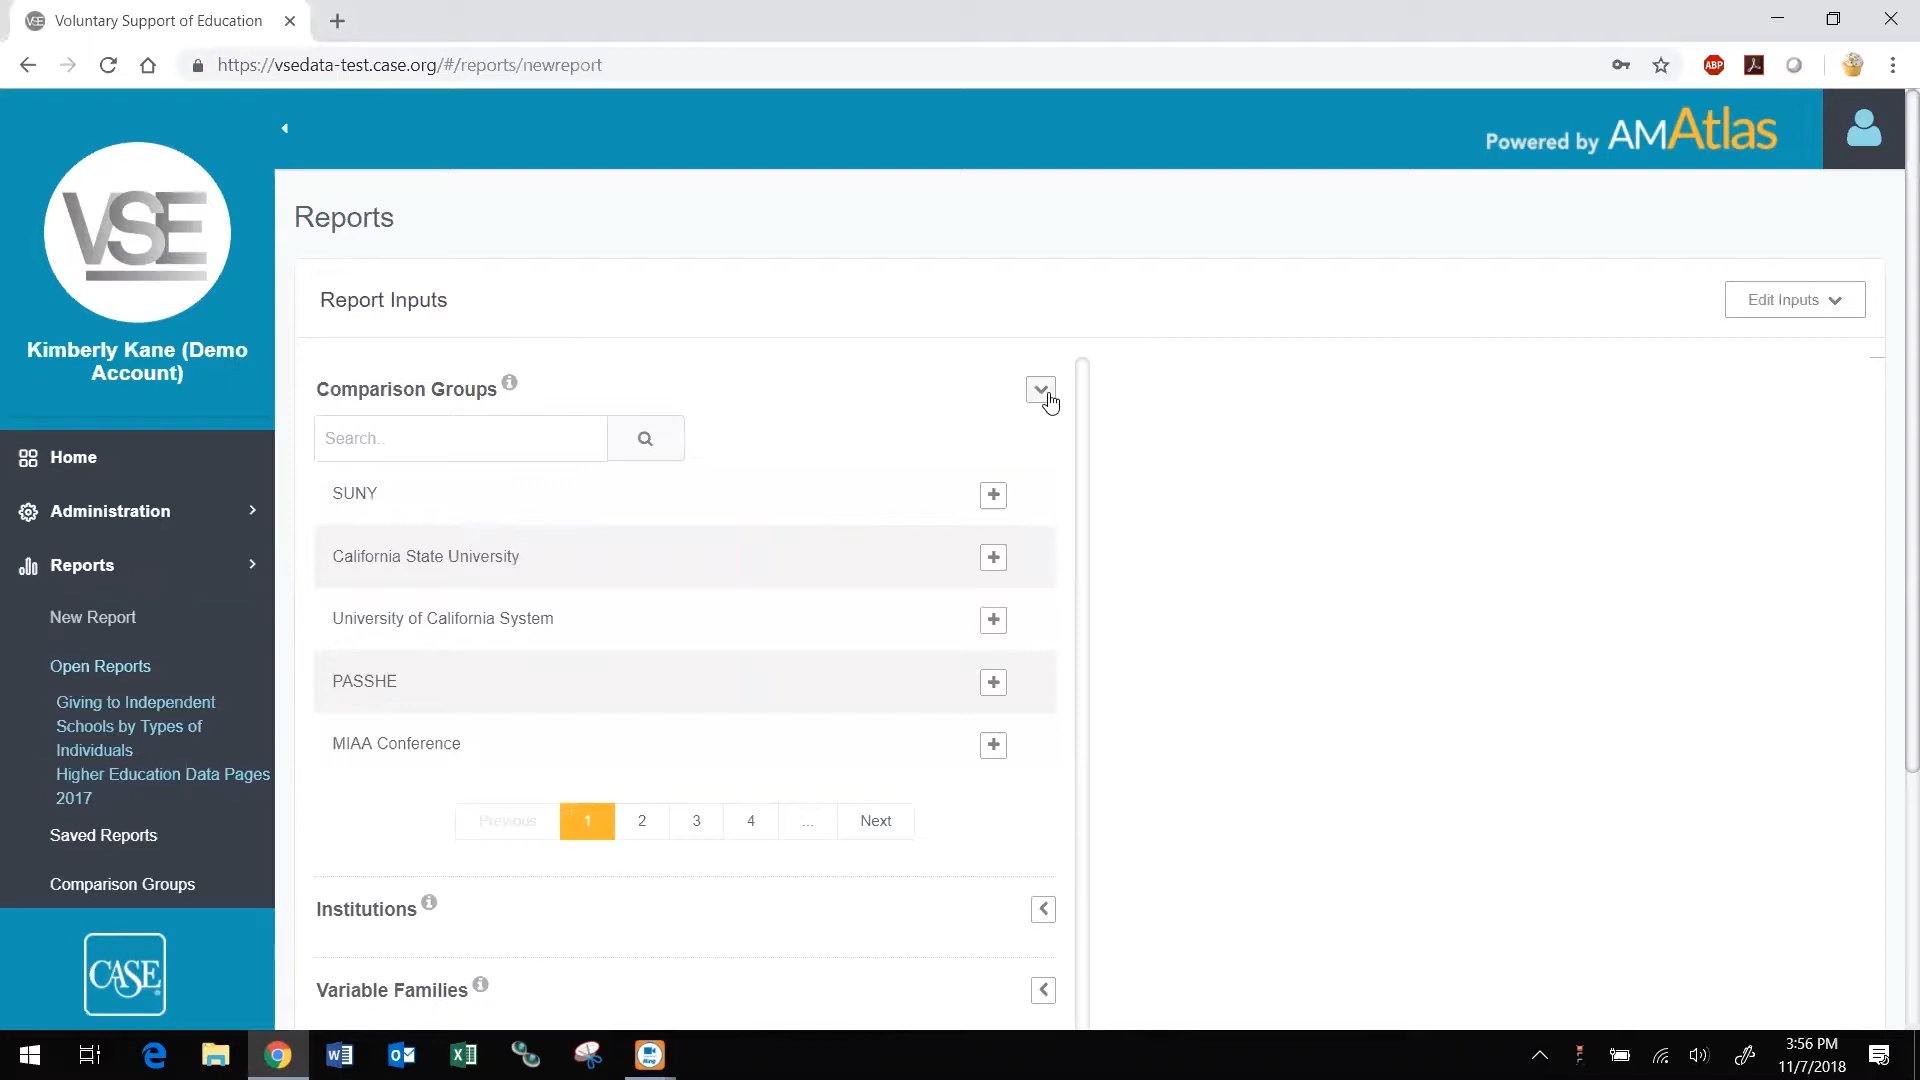 VSE Voluntary Support of Education
https://vsedata-test.case.org/#/reports/newreport
ABP
Powered by AMAtlas
VSE
Kimberly Kane (Demo
Account)
Home
Administration
Reports
New Report
Open Reports
Giving to Independent
Schools by Types of
Individuals
Higher Education Data Pages
2017
Saved Reports
Comparison Groups
CASE
Reports
Report Inputs
Edit Inputs
Comparison Groups
Search..
SUNY
California State University
University of California System
PASSHE
MIAA Conference
Previous 1 2 3 4 ... Next
Institutions
Variable Families
3:56 PM
11/7/2018